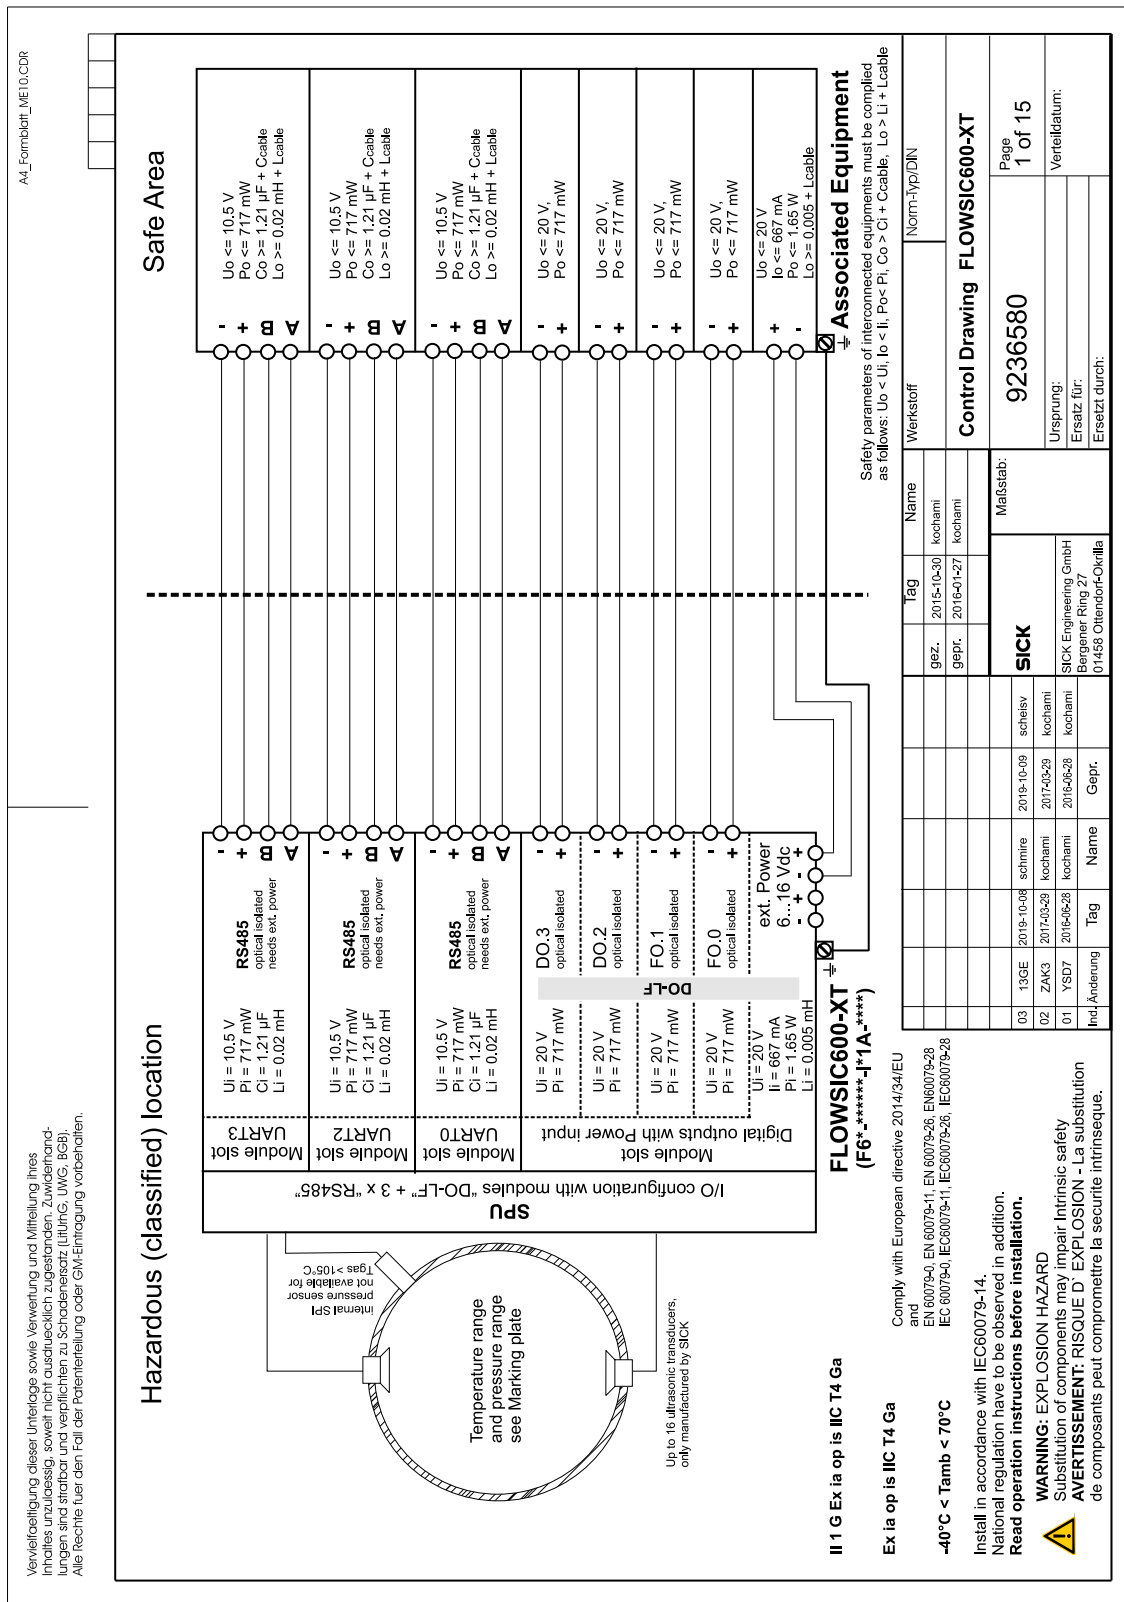 A4_Formblatt_ME10.CDR
Vervielfaeltigung dieser Unterlage sowie Verwertung und Mitteilung ihres
Inhaltes unzulaessig, soweit nicht ausdruecklich zugestanden. Zuwiderhand-
lungen sind strafbar und verpflichten zu Schadenersatz (LitUrhG, UWG, BGB).
Alle Rechte fuer den Fall der Patenterteilung oder GM-Eintragung vorbehalten.
Hazardous (classified) location
Safe Area
internal SPI
pressure sensor
not available for
Tgas > 105°C
Temperature range
and pressure range
see Marking plate
Up to 16 ultrasonic transducers,
only manufactured by SICK
SPU
I/O configuration with modules "DO-LF" + 3 x "RS485"
Module slot
UART3
Ui = 10.5 V
Pi = 717 mW
Ci = 1.21 µF
Li = 0.02 mH
RS485
optical isolated
needs ext. power
-
+
B
A
-
+
B
A
Uo <= 10.5 V
Po <= 717 mW
Co >= 1.21 µF + Ccable
Lo >= 0.02 mH + Lcable
Module slot
UART2
Ui = 10.5 V
Pi = 717 mW
Ci = 1.21 µF
Li = 0.02 mH
RS485
optical isolated
needs ext. power
-
+
B
A
-
+
B
A
Uo <= 10.5 V
Po <= 717 mW
Co >= 1.21 µF + Ccable
Lo >= 0.02 mH + Lcable
Module slot
UART0
Ui = 10.5 V
Pi = 717 mW
Ci = 1.21 µF
Li = 0.02 mH
RS485
optical isolated
needs ext. power
-
+
B
A
-
+
B
A
Uo <= 10.5 V
Po <= 717 mW
Co >= 1.21 µF + Ccable
Lo >= 0.02 mH + Lcable
Module slot
Digital outputs with Power input
DO-LF
Ui = 20 V
Pi = 717 mW
DO.3
optical isolated
-
+
-
+
Uo <= 20 V,
Po <= 717 mW
Ui = 20 V
Pi = 717 mW
DO.2
optical isolated
-
+
-
+
Uo <= 20 V,
Po <= 717 mW
Ui = 20 V
Pi = 717 mW
FO.1
optical isolated
-
+
-
+
Uo <= 20 V,
Po <= 717 mW
Ui = 20 V
Pi = 717 mW
FO.0
optical isolated
-
+
-
+
Uo <= 20 V,
Po <= 717 mW
Ui = 20 V
Ii = 667 mA
Pi = 1.65 W
Li = 0.005 mH
ext. Power
6...16 Vdc
- + - +
+
-
Uo <= 20 V
Io <= 667 mA
Po <= 1.65 W
Lo >= 0.005 + Lcable
FLOWSIC600-XT
(F6*-******-I*1A-****)
Associated Equipment
Safety parameters of interconnected equipments must be complied
as follows: Uo < Ui, Io < Ii, Po< Pi, Co > Ci + Ccable, Lo > Li + Lcable
II 1 G Ex ia op is IIC T4 Ga
Ex ia op is IIC T4 Ga
-40°C < Tamb < 70°C
Comply with European directive 2014/34/EU
and
EN 60079-0, EN 60079-11, EN 60079-26, EN60079-28
IEC 60079-0, IEC60079-11, IEC60079-26, IEC60079-28
Install in accordance with IEC60079-14.
National regulation have to be observed in addition.
Read operation instructions before installation.
WARNING: EXPLOSION HAZARD
Substitution of components may impair Intrinsic safety
AVERTISSEMENT: RISQUE D` EXPLOSION - La substitution
de composants peut compromettre la securite intrinseque.
03 13GE 2019-10-08 schmire 2019-10-09 scheisv
02 ZAK3 2017-03-29 kochami 2017-03-29 kochami
01 YSD7 2016-06-28 kochami 2016-06-28 kochami
Ind. Änderung Tag Name Gepr.
Tag Name
gez. 2015-10-30 kochami
gepr. 2016-01-27 kochami
SICK
SICK Engineering GmbH
Bergener Ring 27
01458 Ottendorf-Okrilla
Maßstab:
Werkstoff
Norm-Typ/DIN
Control Drawing FLOWSIC600-XT
9236580
Page
1 of 15
Ursprung:
Ersatz für:
Ersetzt durch:
Verteildatum: